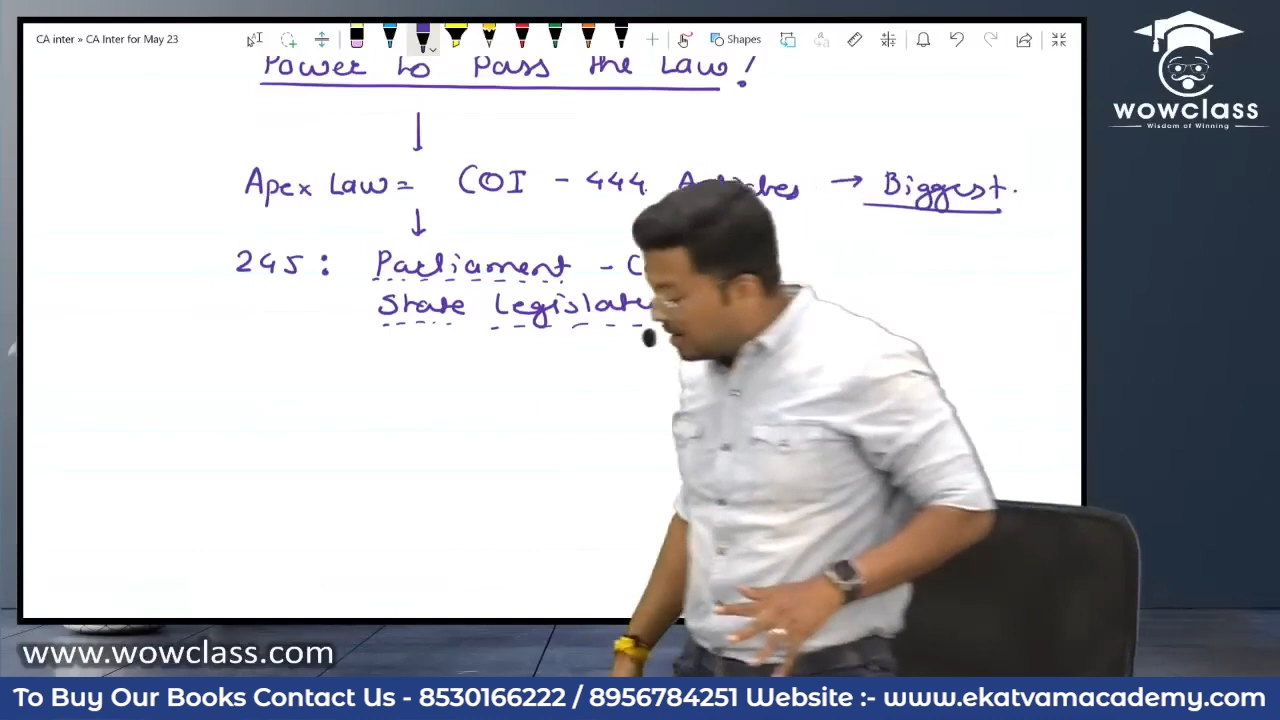 CA inter » CA Inter for May 23
Shapes
Power to Pass the Law!
wowclass
Wisdom of Winning
Apex Law = COI - 444 → Biggest.
245: Parliament - C
State Legislatu
www.wowclass.com
To Buy Our Books Contact Us - 8530166222 / 8956784251 Website :- www.ekatvamacademy.com